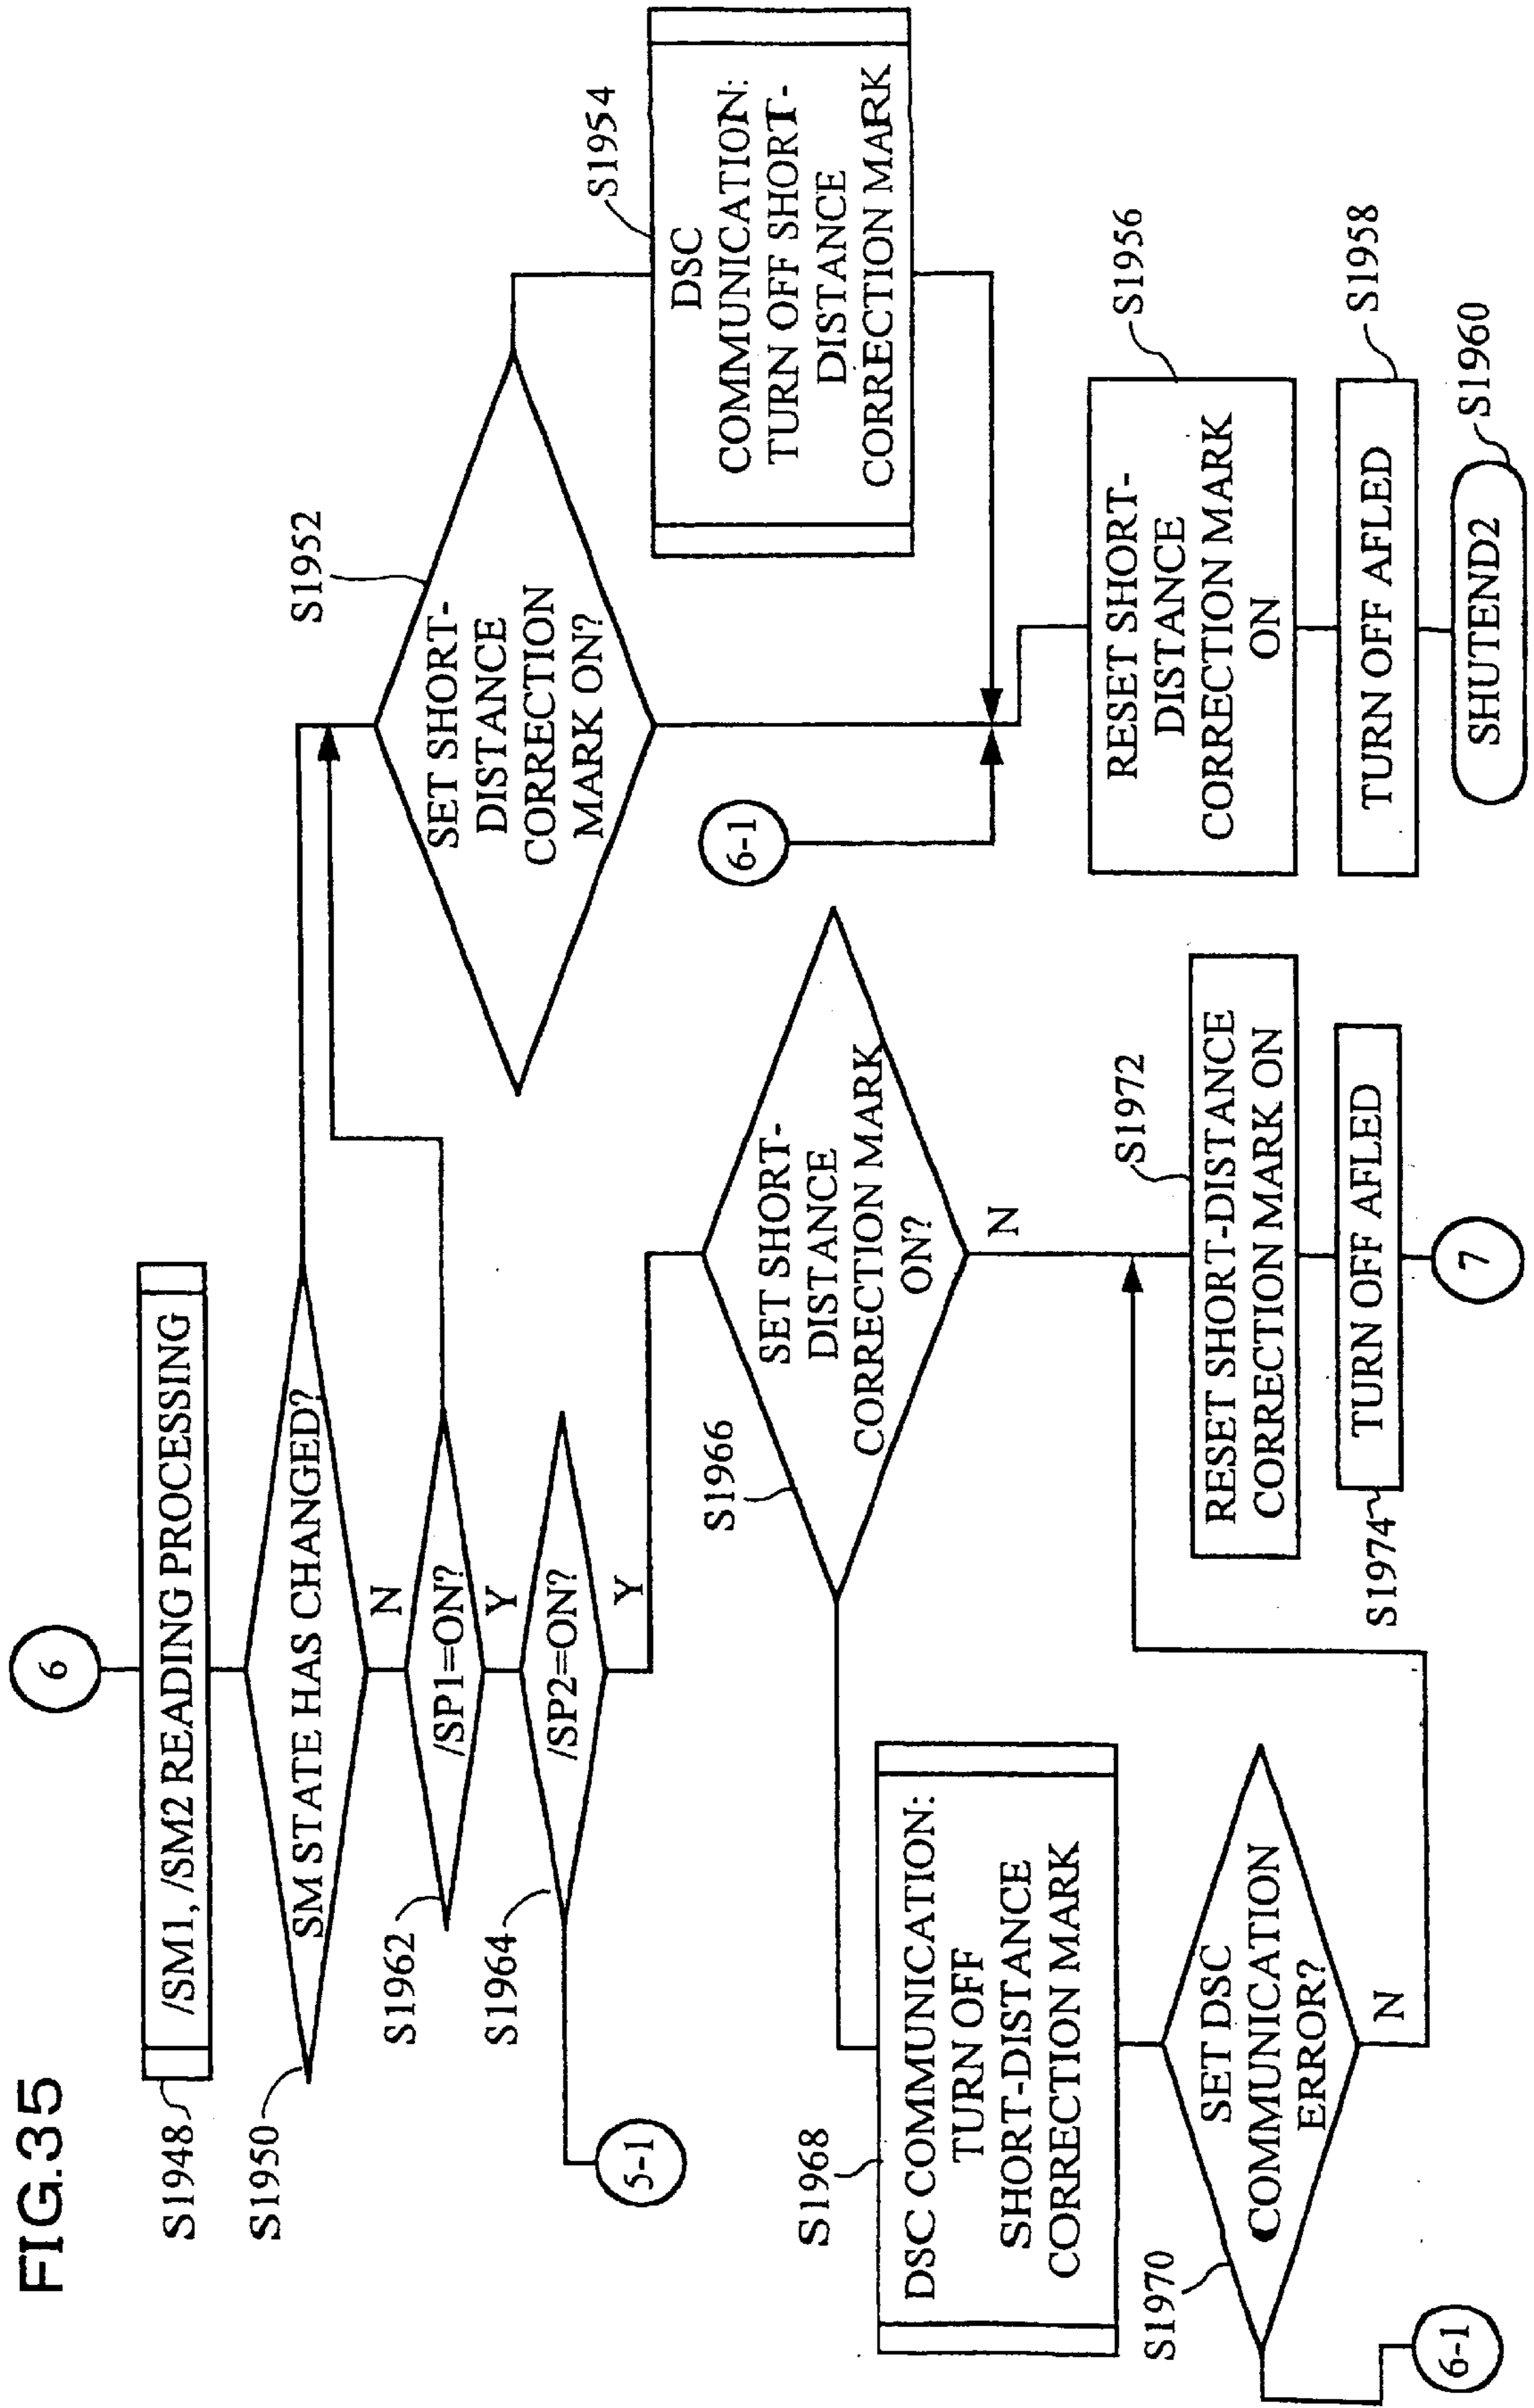 FIG.35
6
S1948
/SM1, /SM2 READING PROCESSING
S1950
SM STATE HAS CHANGED?
N
S1962
/SP1=ON?
Y
S1964
/SP2=ON?
Y
5-1
S1952
SET SHORT-
DISTANCE
CORRECTION
MARK ON?
S1954
DSC
COMMUNICATION:
TURN OFF SHORT-
DISTANCE
CORRECTION MARK
6-1
S1956
RESET SHORT-
DISTANCE
CORRECTION MARK
ON
S1958
TURN OFF AFLED
S1960
SHUTEND2
S1966
SET SHORT-
DISTANCE
CORRECTION MARK
ON?
N
S1968
DSC COMMUNICATION:
TURN OFF
SHORT-DISTANCE
CORRECTION MARK
S1970
SET DSC
COMMUNICATION
ERROR?
N
6-1
S1972
RESET SHORT-DISTANCE
CORRECTION MARK ON
S1974
TURN OFF AFLED
7